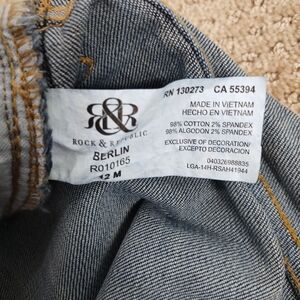 R&R
ROCK & REPUBLIC
BERLIN
R010165
12 M
RN 130273 CA 55394
MADE IN VIETNAM
HECHO EN VIETNAM
98% COTTON 2% SPANDEX
98% ALGODON 2% SPANDEX
EXCLUSIVE OF DECORATION/
EXCEPTO DECORACION
040326988835
LGA-14H-RSAH41944